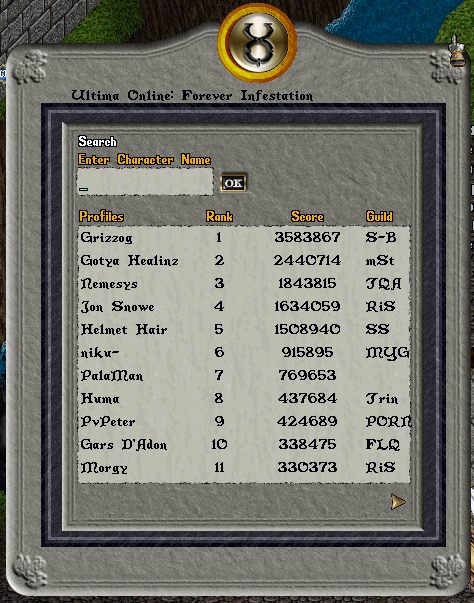 Ultima Online: Forever Infestation
Search
Enter Character Name
OK
Profiles Rank Score Guild
Grizzog 1 3583867 S-B
Gotya Healinz 2 2440714 mSt
Nemesys 3 1843815 TQA
Jon Snowe 4 1634059 RiS
Helmet Hair 5 1508940 SS
niku- 6 915895 MYG
PalaMan 7 769653
Huma 8 437684 Trin
PvPeter 9 424689 PORN
Gars D'Adon 10 338475 FLQ
Morgy 11 330373 RiS